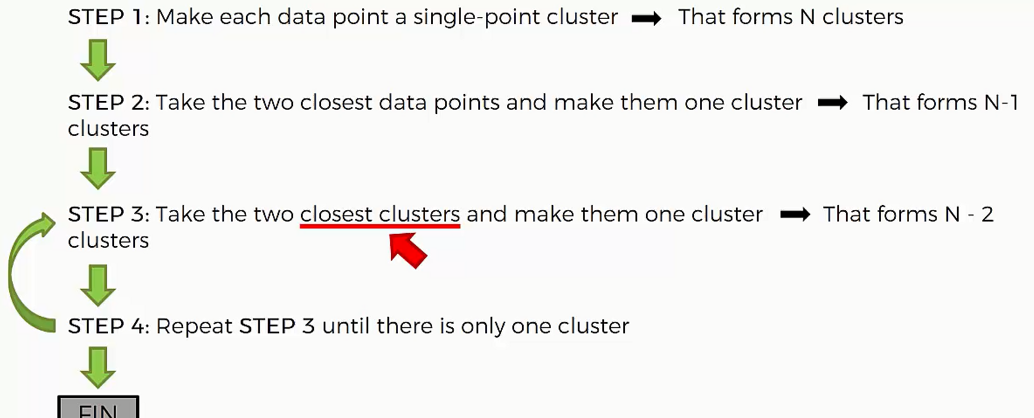 STEP 1: Make each data point a single-point cluster → That forms N clusters
STEP 2: Take the two closest data points and make them one cluster → That forms N-1
clusters
STEP 3: Take the two closest clusters and make them one cluster → That forms N - 2
clusters
STEP 4: Repeat STEP 3 until there is only one cluster
FIN